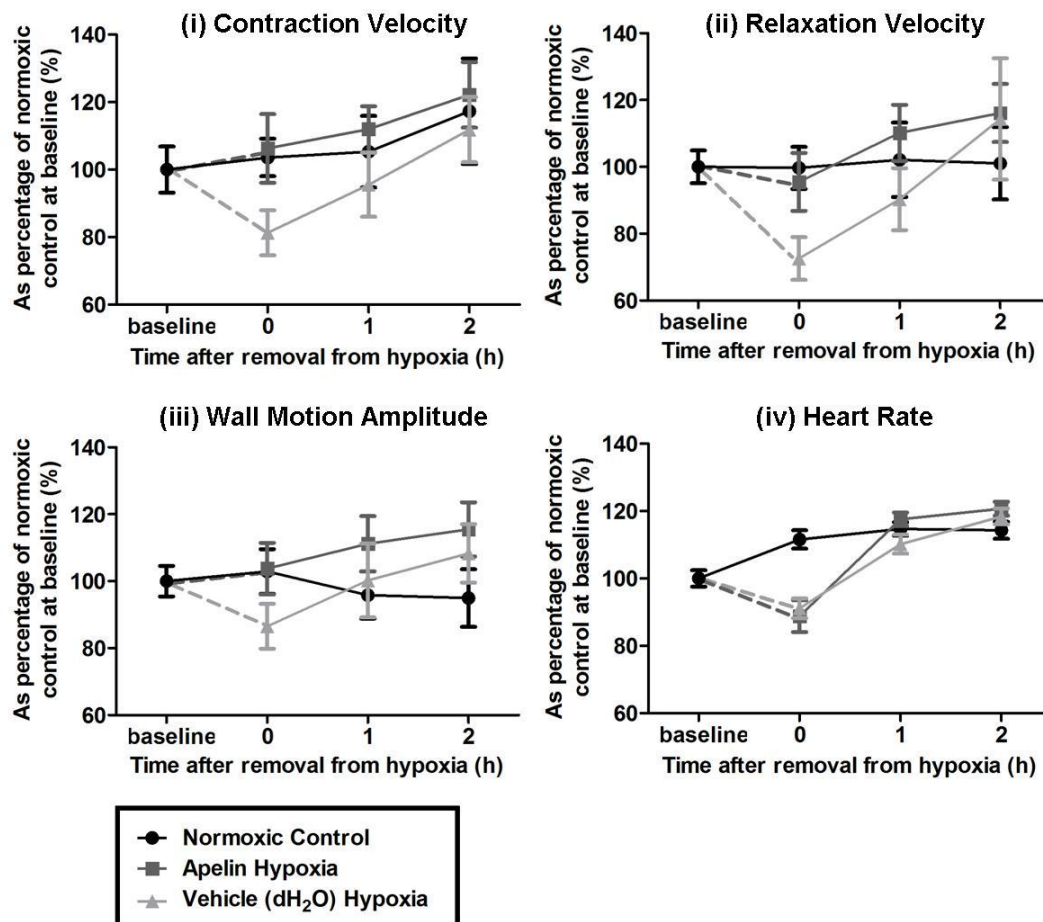 (i) Contraction Velocity
As percentage of normoxic
control at baseline (%)
140
120
100
80
60
baseline 0 1 2
Time after removal from hypoxia (h)
(ii) Relaxation Velocity
As percentage of normoxic
control at baseline (%)
140
120
100
80
60
baseline 0 1 2
Time after removal from hypoxia (h)
(iii) Wall Motion Amplitude
As percentage of normoxic
control at baseline (%)
140
120
100
80
60
baseline 0 1 2
Time after removal from hypoxia (h)
(iv) Heart Rate
As percentage of normoxic
control at baseline (%)
140
120
100
80
60
baseline 0 1 2
Time after removal from hypoxia (h)
Normoxic Control
Apelin Hypoxia
Vehicle (dH₂O) Hypoxia